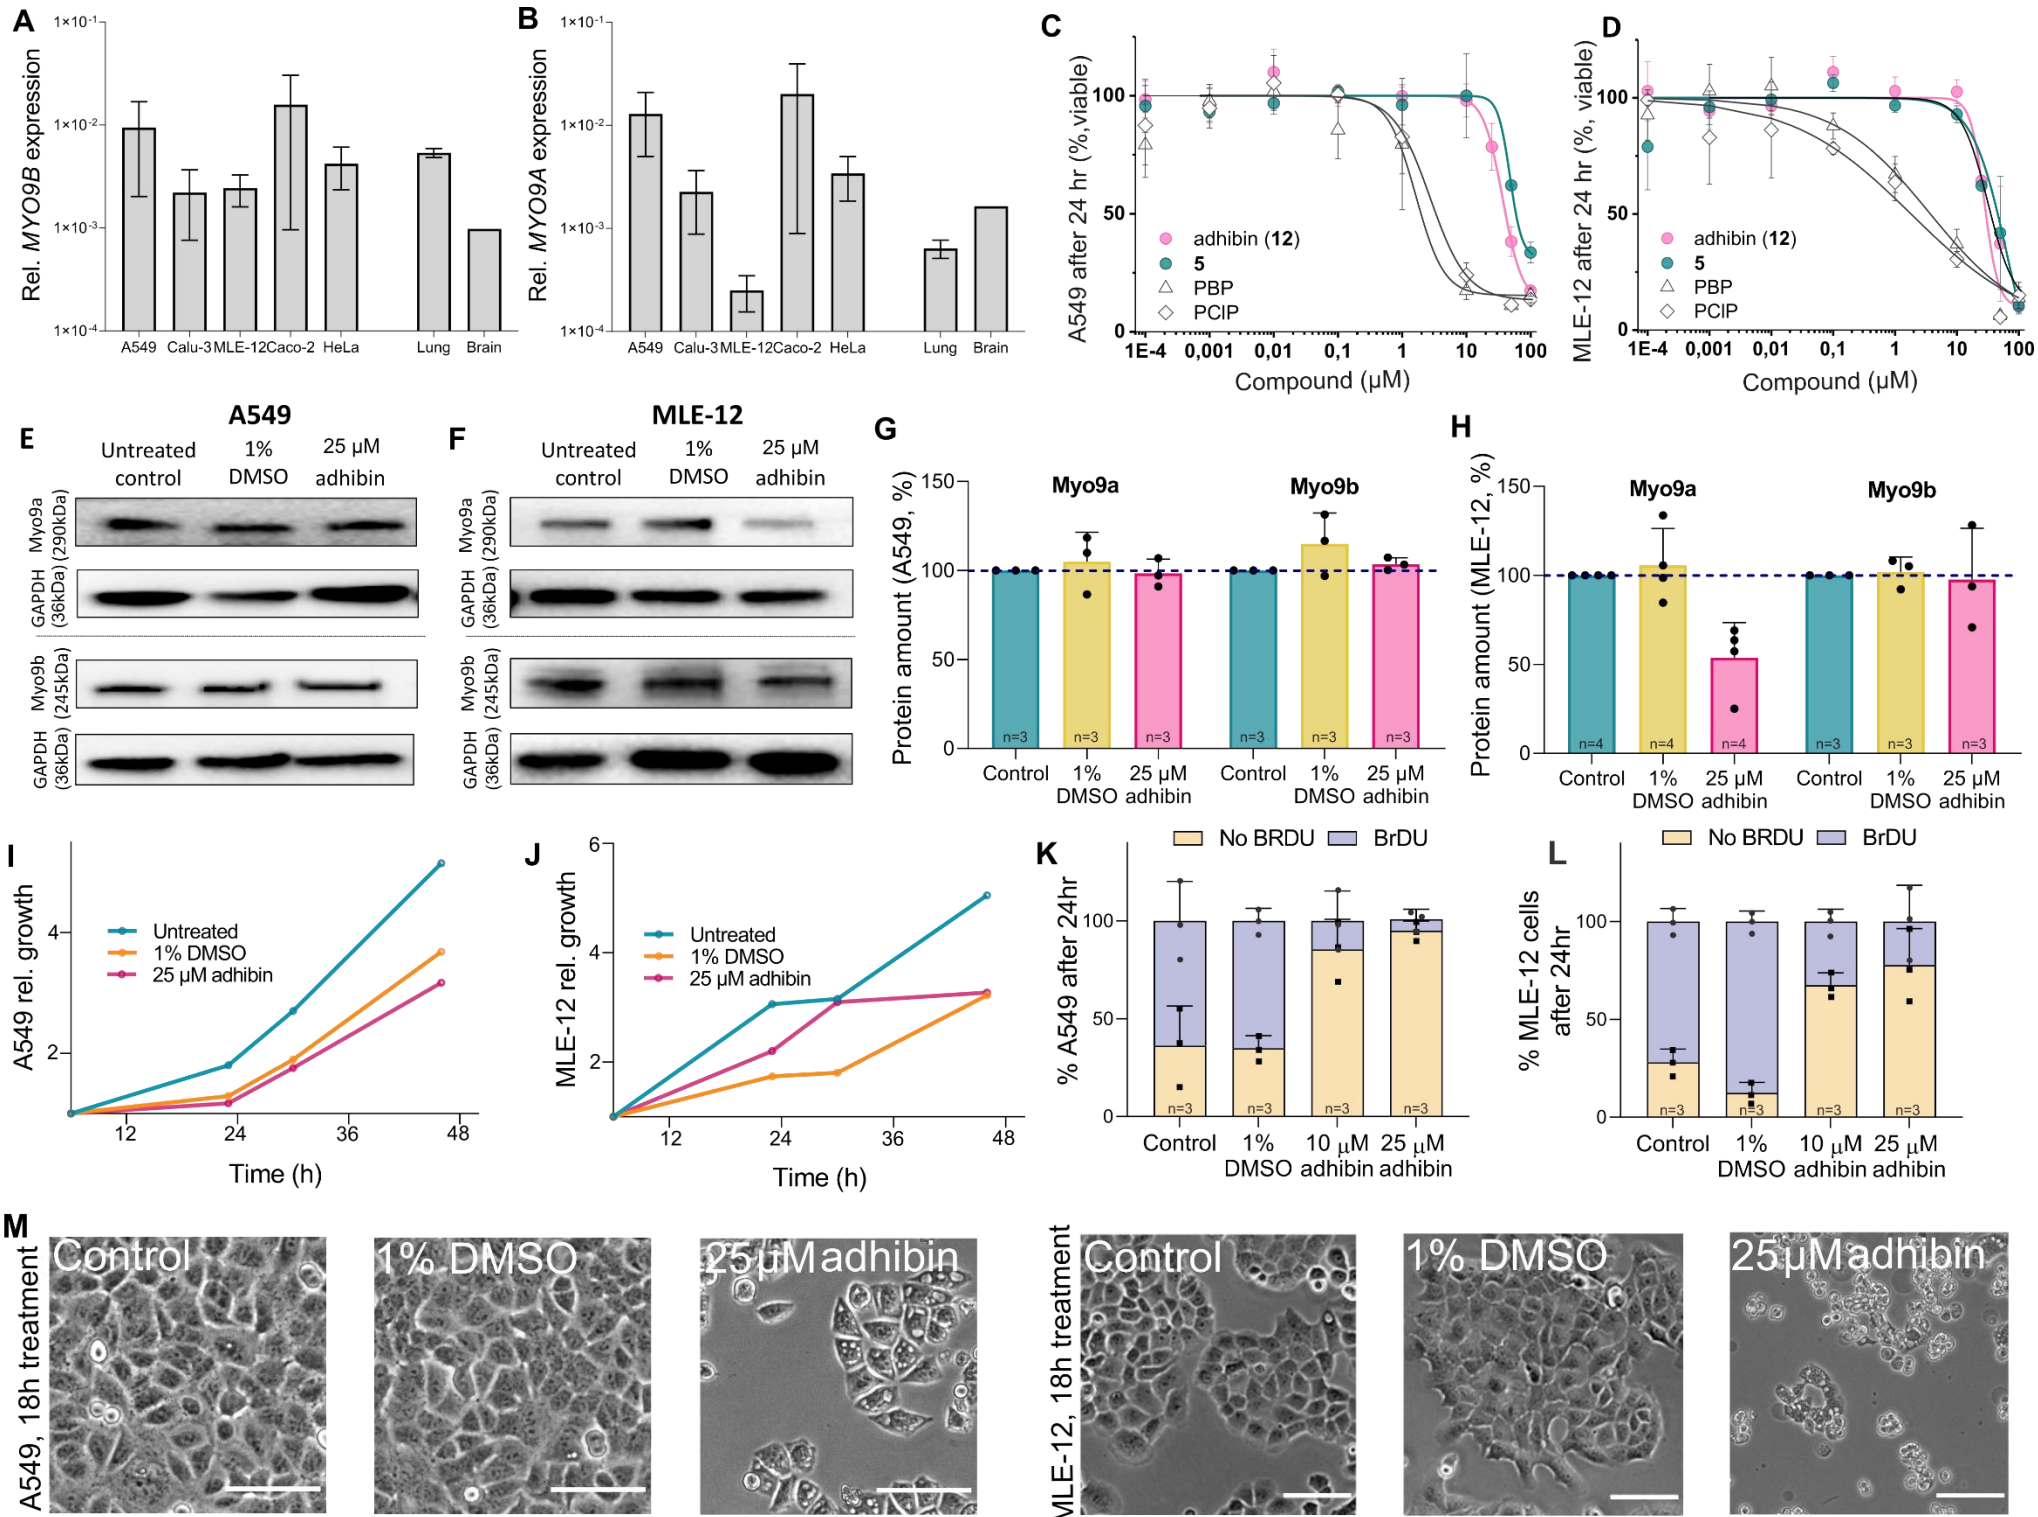 A
Rel. MYO9B expression
1×10-1
1×10-2
1×10-3
1×10-4
A549 Calu-3 MLE-12 Caco-2 HeLa Lung Brain
B
Rel. MYO9A expression
1×10-1
1×10-2
1×10-3
1×10-4
A549 Calu-3 MLE-12 Caco-2 HeLa Lung Brain
C
A549 after 24 hr (%,viable)
100
50
0
adhibin (12)
5
PBP
PCIP
1E-4 0,001 0,01 0,1 1 10 100
Compound (µM)
D
MLE-12 after 24 hr (%, viable)
100
50
0
adhibin (12)
5
PBP
PCIP
1E-4 0,001 0,01 0,1 1 10 100
Compound (µM)
E
A549
Untreated control
1% DMSO
25 µM adhibin
Myo9a (290kDa)
GAPDH (36kDa)
Myo9b (245kDa)
GAPDH (36kDa)
F
MLE-12
Untreated control
1% DMSO
25 µM adhibin
Myo9a (290kDa)
GAPDH (36kDa)
Myo9b (245kDa)
GAPDH (36kDa)
G
Protein amount (A549, %)
150
100
50
0
Myo9a Myo9b
n=3 n=3 n=3 n=3 n=3 n=3
Control 1% 25 µM Control 1% 25 µM
DMSO adhibin DMSO adhibin
H
Protein amount (MLE-12, %)
150
100
50
0
Myo9a Myo9b
n=4 n=4 n=4 n=3 n=3 n=3
Control 1% 25 µM Control 1% 25 µM
DMSO adhibin DMSO adhibin
I
A549 rel. growth
4
2
Untreated
1% DMSO
25 µM adhibin
12 24 36 48
Time (h)
J
MLE-12 rel. growth
6
4
2
Untreated
1% DMSO
25 µM adhibin
12 24 36 48
Time (h)
K
No BRDU BrDU
% A549 after 24hr
100
50
0
n=3 n=3 n=3 n=3
Control 1% 10 µM 25 µM
DMSO adhibin adhibin
L
No BRDU BrDU
% MLE-12 cells
after 24hr
100
50
0
n=3 n=3 n=3 n=3
Control 1% 10 µM 25 µM
DMSO adhibin adhibin
M
A549, 18h treatment
Control
1% DMSO
25µM adhibin
MLE-12, 18h treatment
Control
1% DMSO
25µM adhibin